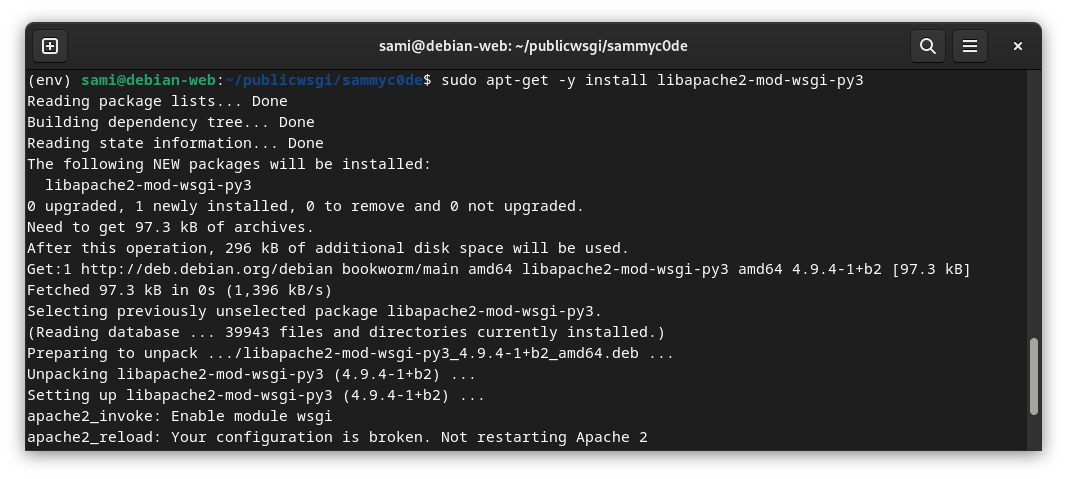 sami@debian-web: ~/publicwsgi/sammyc0de
(env) sami@debian-web:~/publicwsgi/sammyc0de$ sudo apt-get -y install libapache2-mod-wsgi-py3
Reading package lists... Done
Building dependency tree... Done
Reading state information... Done
The following NEW packages will be installed:
  libapache2-mod-wsgi-py3
0 upgraded, 1 newly installed, 0 to remove and 0 not upgraded.
Need to get 97.3 kB of archives.
After this operation, 296 kB of additional disk space will be used.
Get:1 http://deb.debian.org/debian bookworm/main amd64 libapache2-mod-wsgi-py3 amd64 4.9.4-1+b2 [97.3 kB]
Fetched 97.3 kB in 0s (1,396 kB/s)
Selecting previously unselected package libapache2-mod-wsgi-py3.
(Reading database ... 39943 files and directories currently installed.)
Preparing to unpack .../libapache2-mod-wsgi-py3_4.9.4-1+b2_amd64.deb ...
Unpacking libapache2-mod-wsgi-py3 (4.9.4-1+b2) ...
Setting up libapache2-mod-wsgi-py3 (4.9.4-1+b2) ...
apache2_invoke: Enable module wsgi
apache2_reload: Your configuration is broken. Not restarting Apache 2